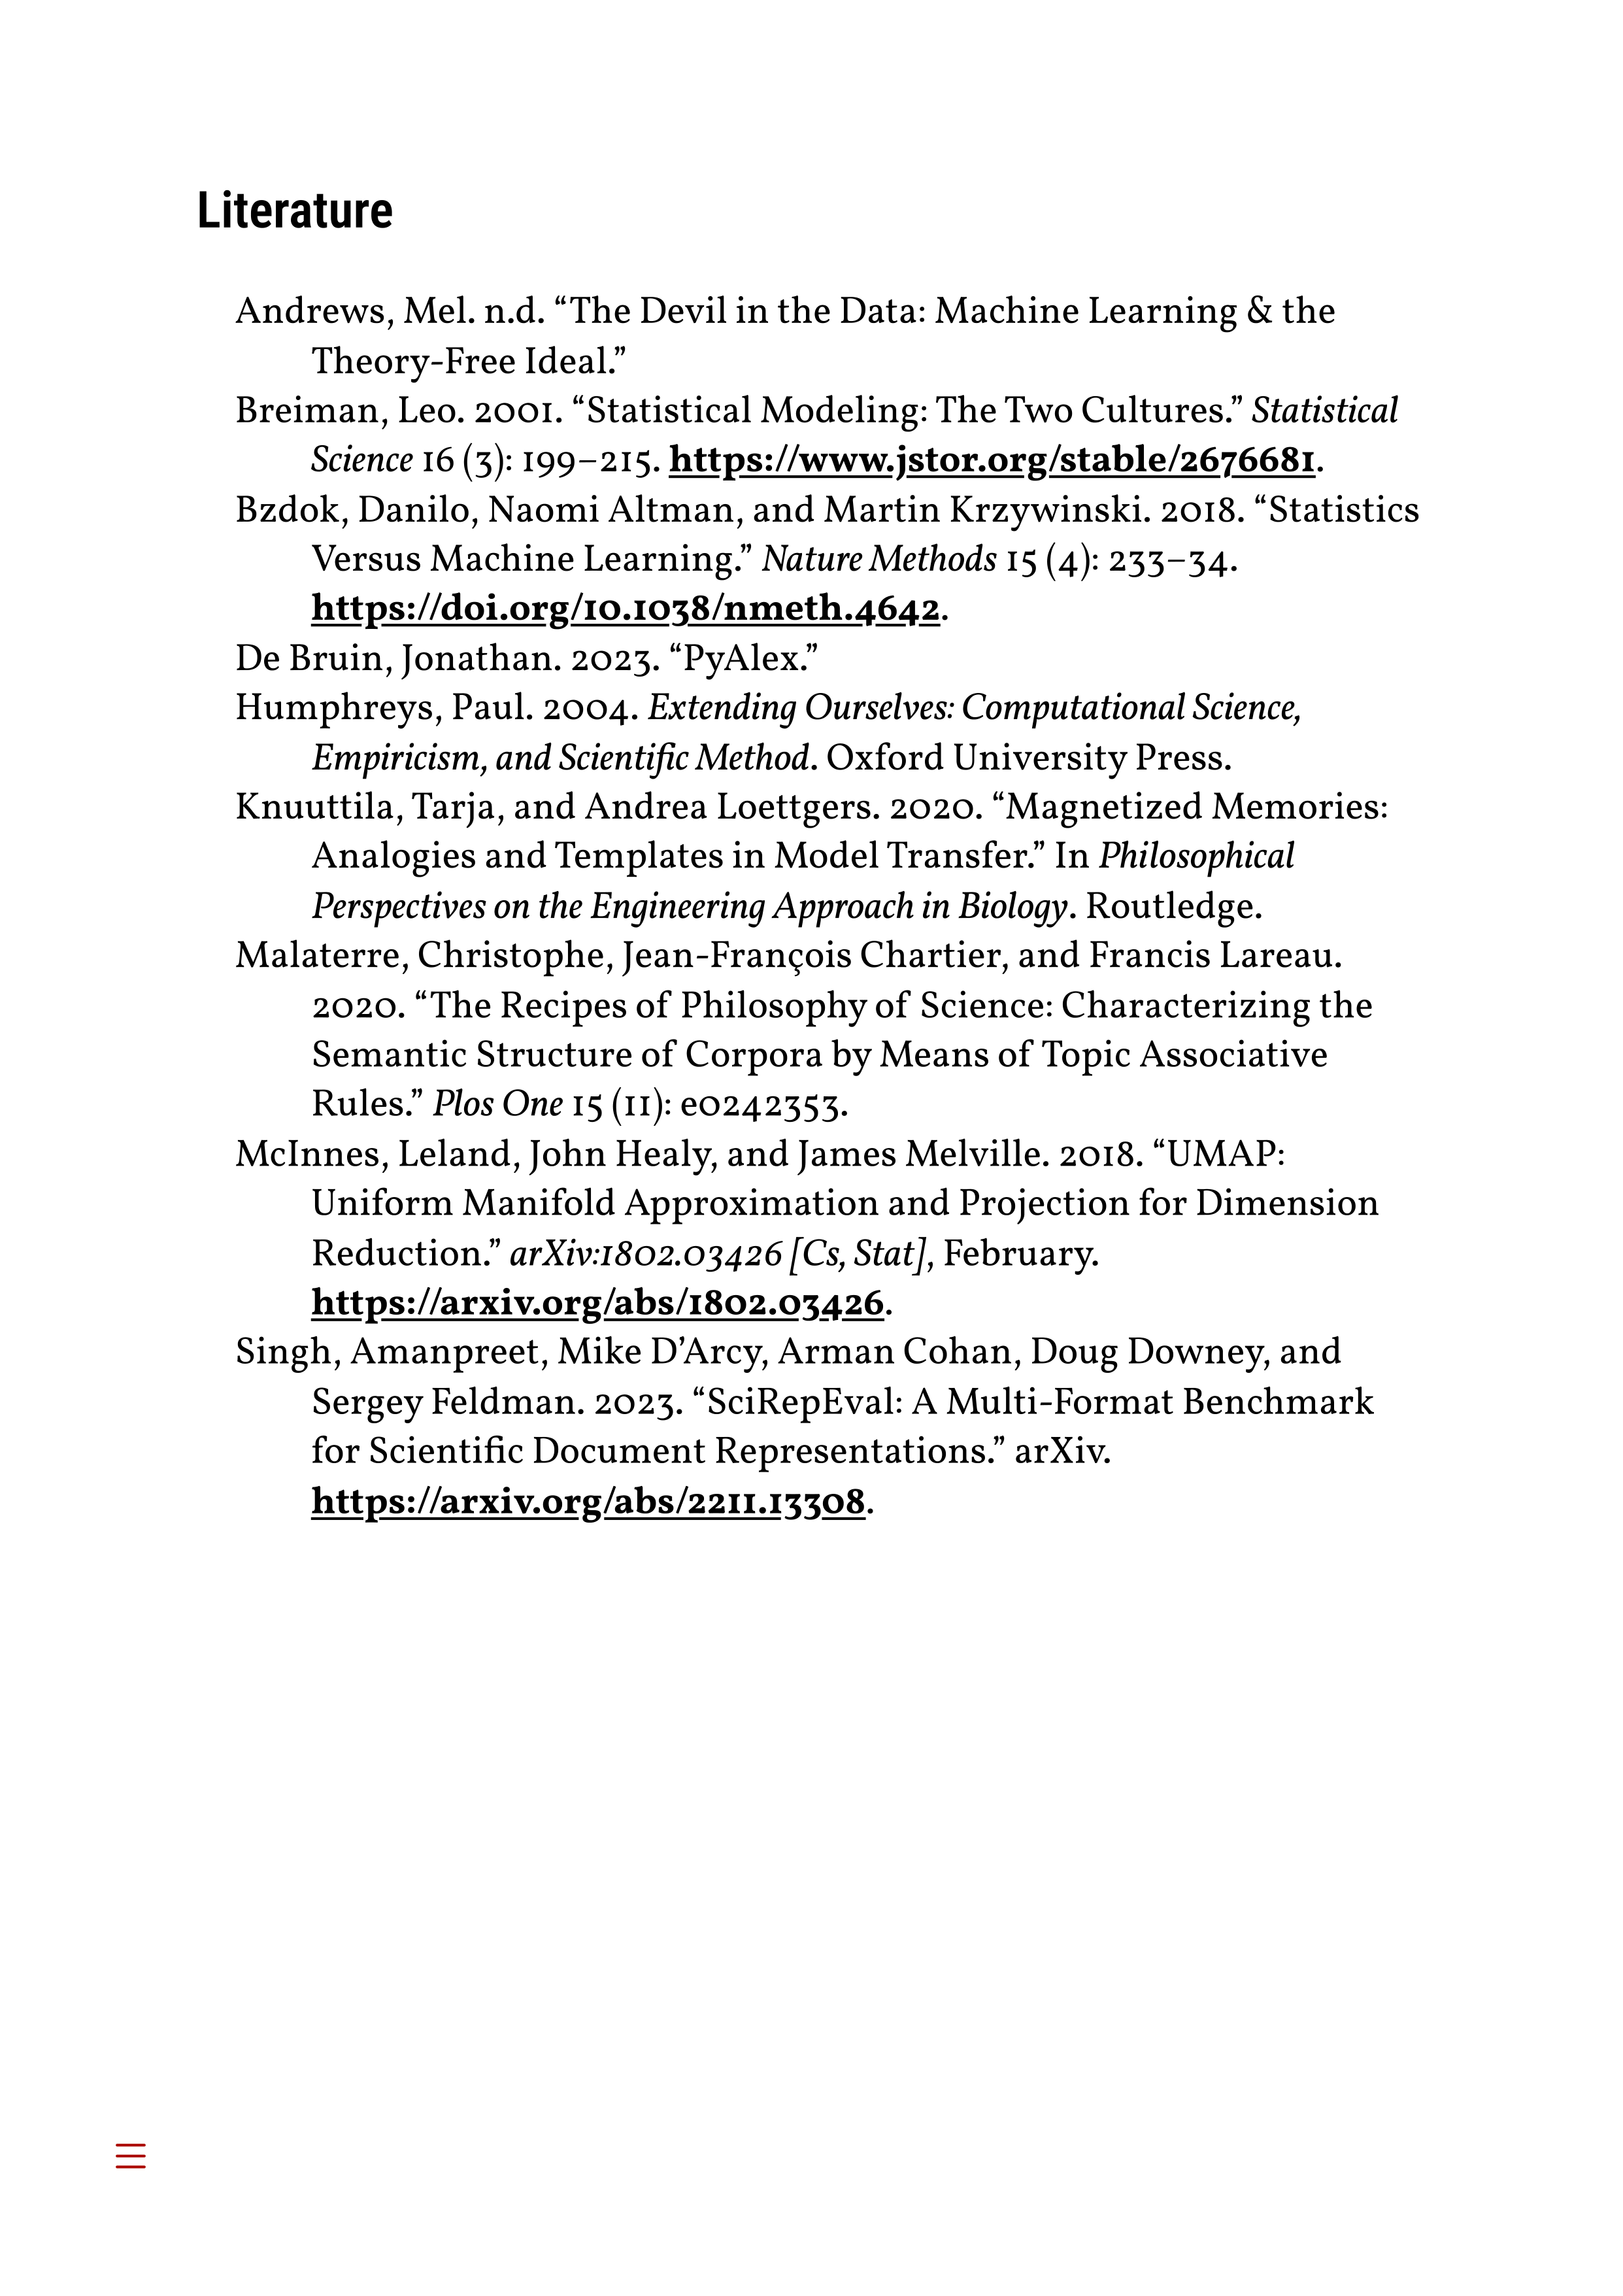 Literature
Andrews, Mel. n.d. “The Devil in the Data: Machine Learning & the
Theory-Free Ideal.”
Breiman, Leo. 2001. “Statistical Modeling: The Two Cultures.” Statistical
Science 16 (3): 199–215. https://www.jstor.org/stable/2676681.
Bzdok, Danilo, Naomi Altman, and Martin Krzywinski. 2018. “Statistics
Versus Machine Learning.” Nature Methods 15 (4): 233–34.
https://doi.org/10.1038/nmeth.4642.
De Bruin, Jonathan. 2023. “PyAlex.”
Humphreys, Paul. 2004. Extending Ourselves: Computational Science,
Empiricism, and Scientific Method. Oxford University Press.
Knuuttila, Tarja, and Andrea Loettgers. 2020. “Magnetized Memories:
Analogies and Templates in Model Transfer.” In Philosophical
Perspectives on the Engineering Approach in Biology. Routledge.
Malaterre, Christophe, Jean-François Chartier, and Francis Lareau.
2020. “The Recipes of Philosophy of Science: Characterizing the
Semantic Structure of Corpora by Means of Topic Associative
Rules.” Plos One 15 (11): e0242353.
McInnes, Leland, John Healy, and James Melville. 2018. “UMAP:
Uniform Manifold Approximation and Projection for Dimension
Reduction.” arXiv:1802.03426 [Cs, Stat], February.
https://arxiv.org/abs/1802.03426.
Singh, Amanpreet, Mike D’Arcy, Arman Cohan, Doug Downey, and
Sergey Feldman. 2023. “SciRepEval: A Multi-Format Benchmark
for Scientific Document Representations.” arXiv.
https://arxiv.org/abs/2211.13308.